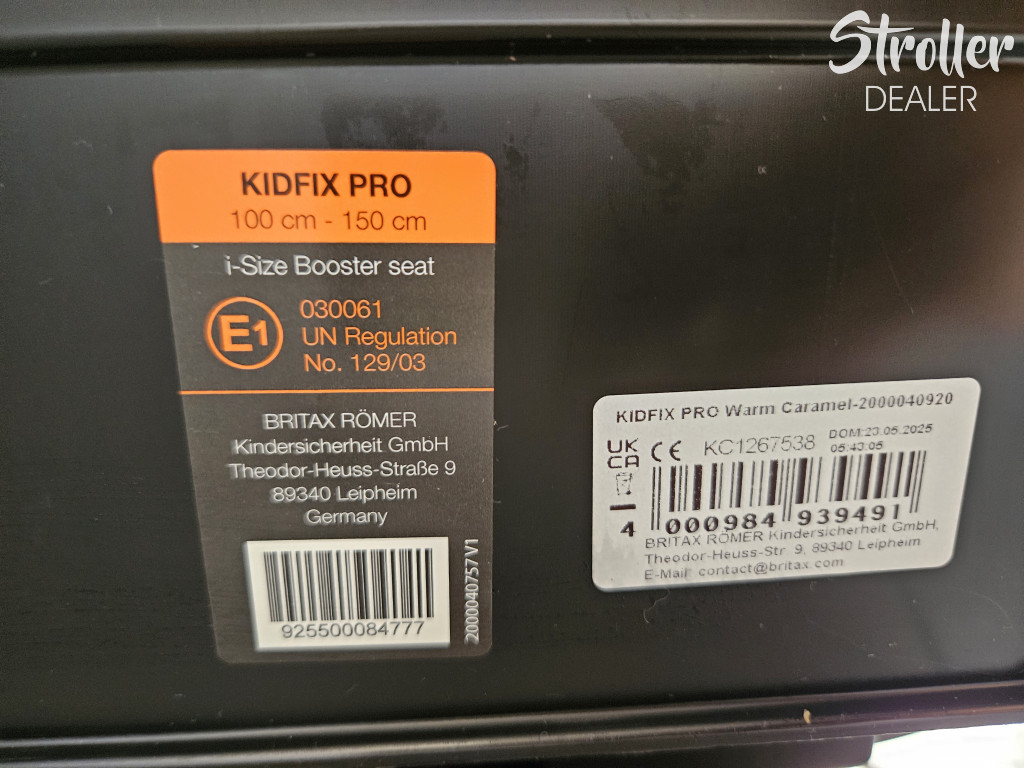 Stroller
DEALER
KIDFIX PRO
100 cm - 150 cm
i-Size Booster seat
E1
030061
UN Regulation
No. 129/03
BRITAX RÖMER
Kindersicherheit GmbH
Theodor-Heuss-Straße 9
89340 Leipheim
Germany
925500084777
2000040757 V1
KIDFIX PRO Warm Caramel-2000040920
UK
CA
CE
KC1267538
DOM:23.05.2025
05:43:05
4 000984 939491
BRITAX RÖMER Kindersicherheit GmbH,
Theodor-Heuss-Str. 9, 89340 Leipheim
E-Mail: contact@britax.com